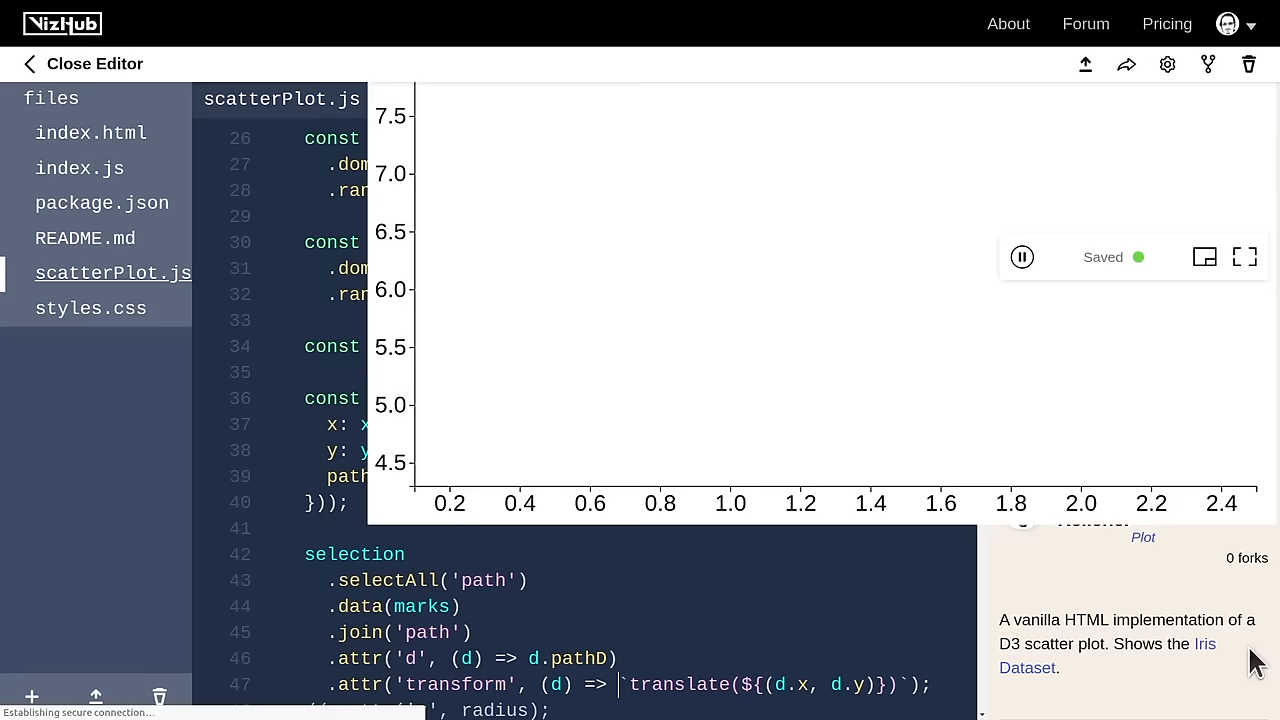 VizHub
About Forum Pricing
Close Editor
files
index.html
index.js
package.json
README.md
scatterPlot.js
styles.css
scatterPlot.js
26 const
27 .dom
28
29
30 const
31 .dom
32
33
34 const
35
36 const
37 x: x
38 y: y
39 path
40 }));
41
42 selection
43 .selectAll('path')
44 .data(marks)
45 .join('path')
46 .attr('d', (d) => d.pathD)
47 .attr('transform', (d) => `translate(${(d.x, d.y)})`);
radius);
7.5
7.0
6.5
6.0
5.5
5.0
4.5
0.2 0.4 0.6 0.8 1.0 1.2 1.4 1.6 1.8 2.0 2.2 2.4
Saved
Plot
0 forks
A vanilla HTML implementation of a
D3 scatter plot. Shows the Iris
Dataset.
Establishing secure connection...